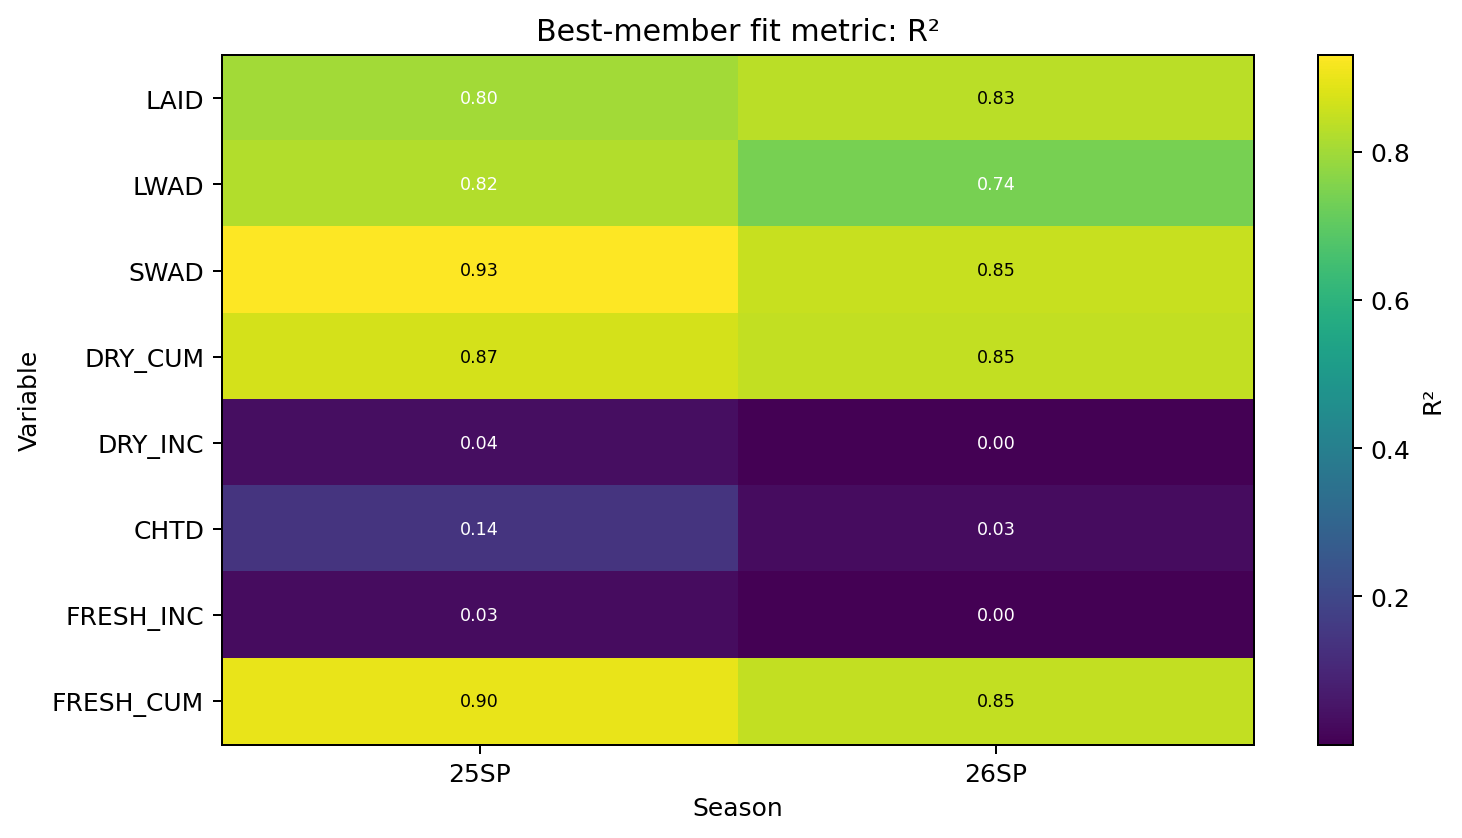 Best-member fit metric: R²
LAID 0.80 0.83
LWAD 0.82 0.74
SWAD 0.93 0.85
DRY_CUM 0.87 0.85
DRY_INC 0.04 0.00
CHTD 0.14 0.03
FRESH_INC 0.03 0.00
FRESH_CUM 0.90 0.85
25SP 26SP
Season
Variable
0.8
0.6
0.4
0.2
R²